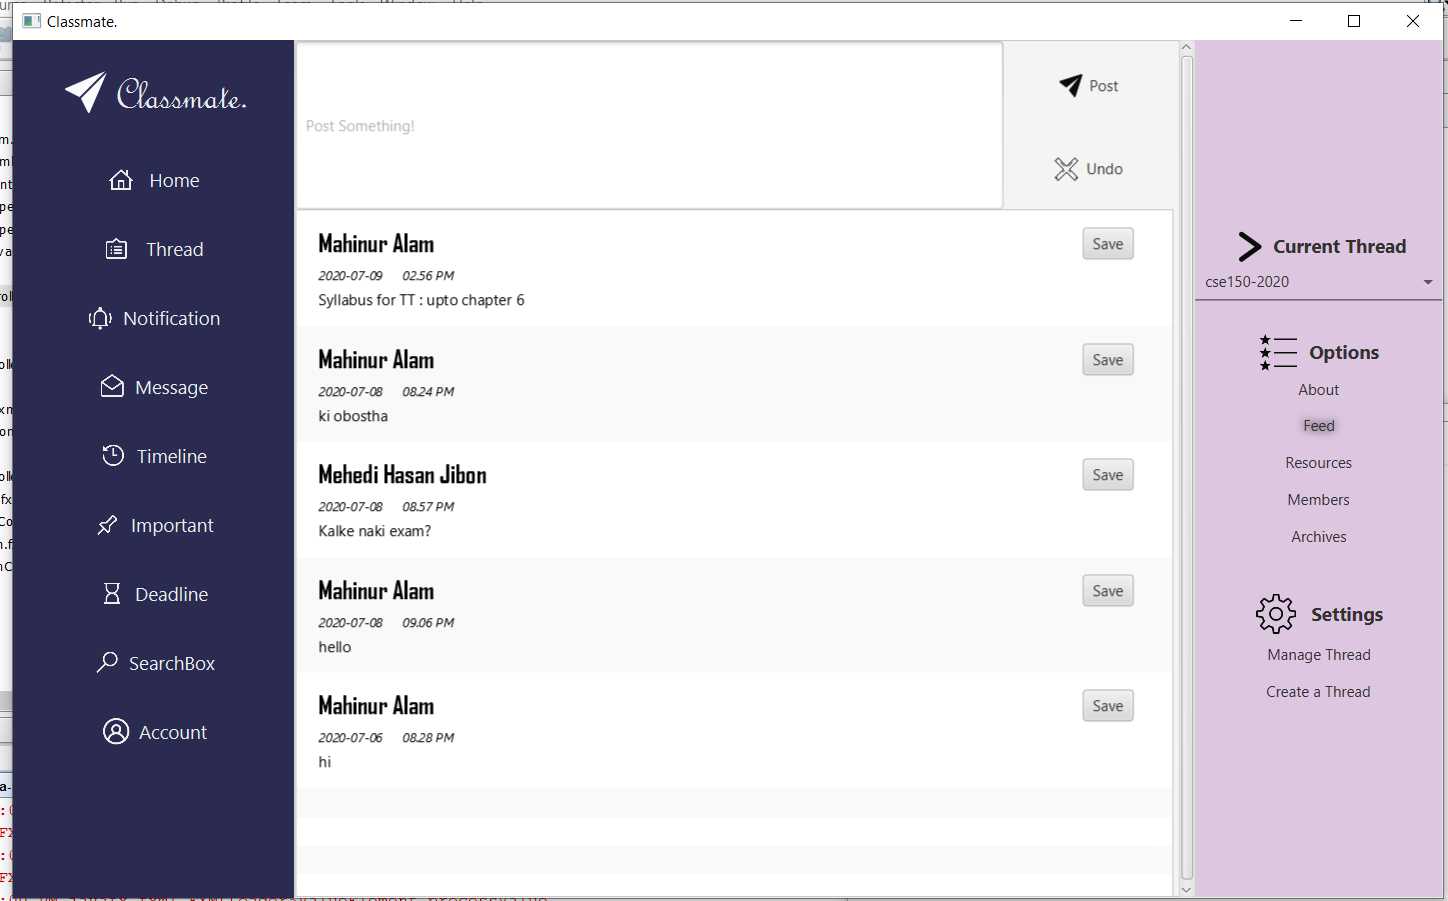 Classmate.
Classmate.
Home
Thread
Notification
Message
Timeline
Important
Deadline
SearchBox
Account
Post Something!
Post
Undo
Mahinur Alam
Save
2020-07-09 02.56 PM
Syllabus for TT : upto chapter 6
Mahinur Alam
Save
2020-07-08 08.24 PM
ki obostha
Mehedi Hasan Jibon
Save
2020-07-08 08.57 PM
Kalke naki exam?
Mahinur Alam
Save
2020-07-08 09.06 PM
hello
Mahinur Alam
Save
2020-07-06 08.28 PM
hi
Current Thread
cse150-2020
Options
About
Feed
Resources
Members
Archives
Settings
Manage Thread
Create a Thread